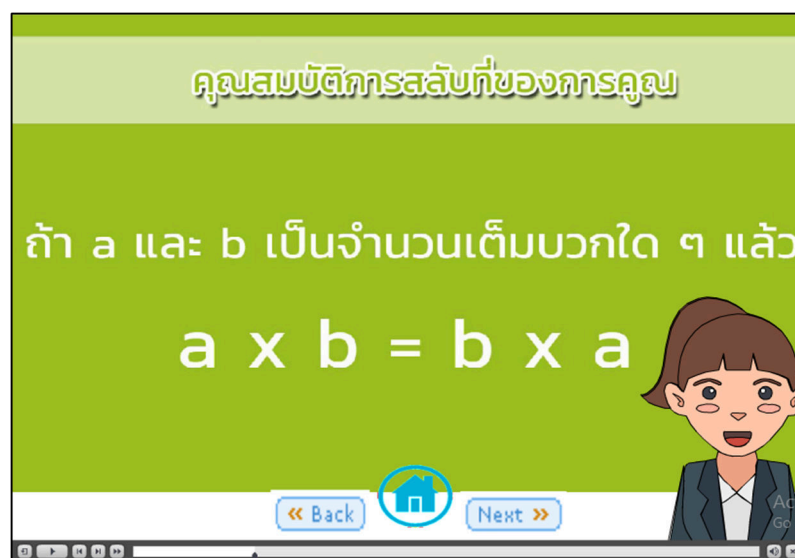 คุณสมบัติการสลับที่ของการคูณ
ถ้า a และ b เป็นจำนวนเต็มบวกใด ๆ แล้ว
a x b = b x a
« Back
Next »
Go